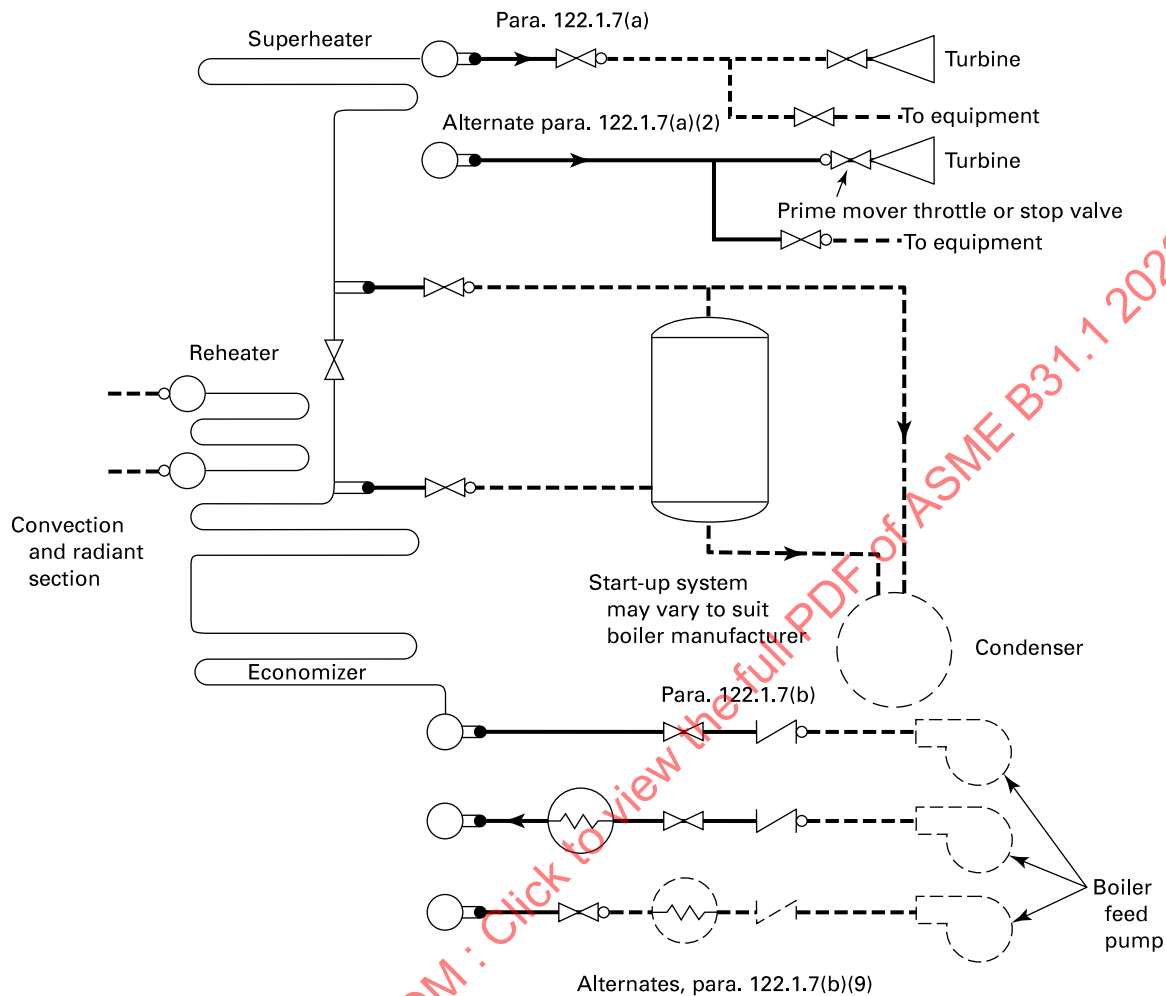 Para. 122.1.7(a)
Superheater
Turbine
To equipment
Alternate para. 122.1.7(a)(2)
Turbine
Prime mover throttle or stop valve
To equipment
Reheater
Convection
and radiant
section
Start-up system
may vary to suit
boiler manufacturer
Condenser
Economizer
Para. 122.1.7(b)
Boiler
feed
pump
Alternates, para. 122.1.7(b)(9)
OM : Click to view the full PDF of ASME B31.1 202